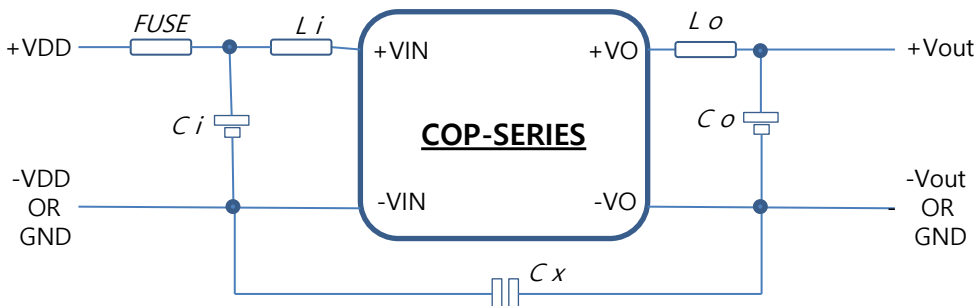 FUSE
L i
L o
+VDD
+VIN
+VO
+Vout
C i
COP-SERIES
C o
-VDD
OR
GND
-VIN
-VO
-Vout
OR
GND
C x